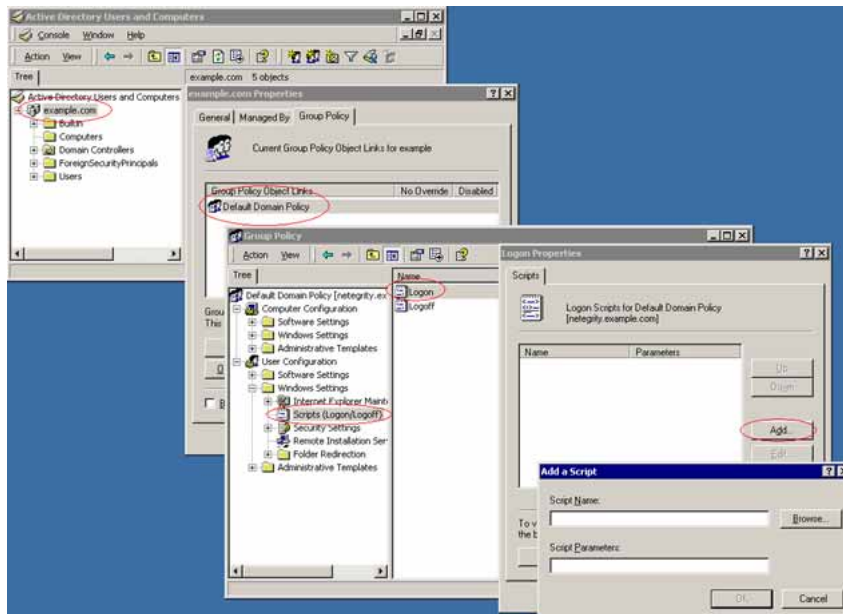 Active Directory Users and Computers
Console Window Help
Action View
Tree
example.com 5 objects
Active Directory Users and Computers
example.com
Builtin
Computers
Domain Controllers
ForeignSecurityPrincipals
Users
example.com Properties
General Managed By Group Policy
Current Group Policy Object Links for example
Group Policy Object Links No Override Disabled
Default Domain Policy
Grou
This
Group Policy
Action View
Tree
Name
Default Domain Policy [netegrity.ex
Computer Configuration
Software Settings
Windows Settings
Administrative Templates
User Configuration
Software Settings
Windows Settings
Internet Explorer Maint
Scripts (Logon/Logoff)
Security Settings
Remote Installation Ser
Folder Redirection
Administrative Templates
Logon
Logoff
Logon Properties
Scripts
Logon Scripts for Default Domain Policy
[netegrity.example.com]
Name Parameters
Up
Down
Add...
Edit...
To v
the b
Add a Script
Script Name:
Browse...
Script Parameters:
OK
Cancel